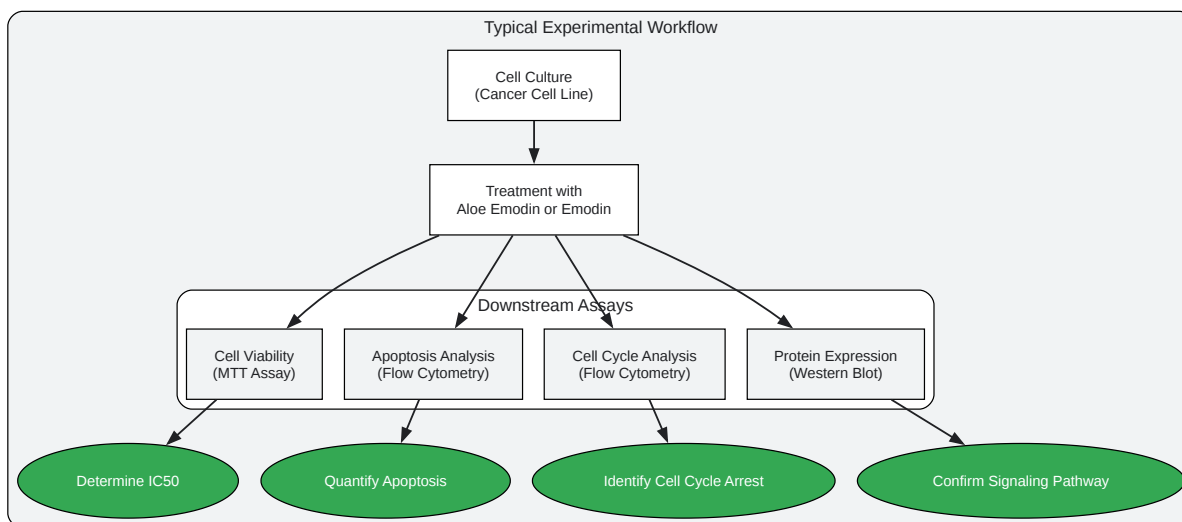 Typical Experimental Workflow
Cell Culture
(Cancer Cell Line)
Treatment with
Aloe Emodin or Emodin
Downstream Assays
Cell Viability
(MTT Assay)
Apoptosis Analysis
(Flow Cytometry)
Cell Cycle Analysis
(Flow Cytometry)
Protein Expression
(Western Blot)
Determine IC50
Quantify Apoptosis
Identify Cell Cycle Arrest
Confirm Signaling Pathway